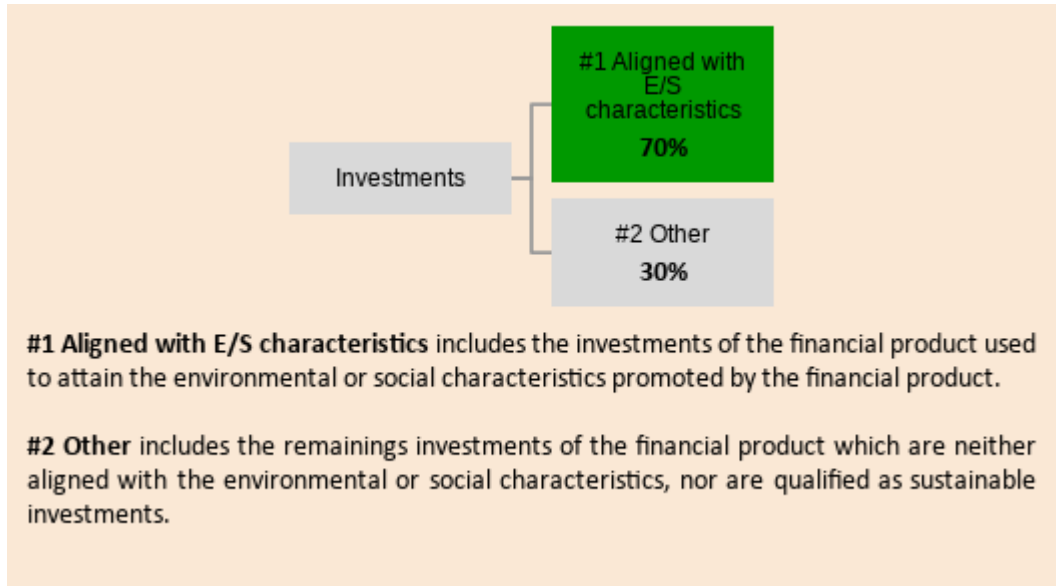 #1 Aligned with
E/S
characteristics
70%
Investments
#2 Other
30%
#1 Aligned with E/S characteristics includes the investments of the financial product used
to attain the environmental or social characteristics promoted by the financial product.
#2 Other includes the remainings investments of the financial product which are neither
aligned with the environmental or social characteristics, nor are qualified as sustainable
investments.